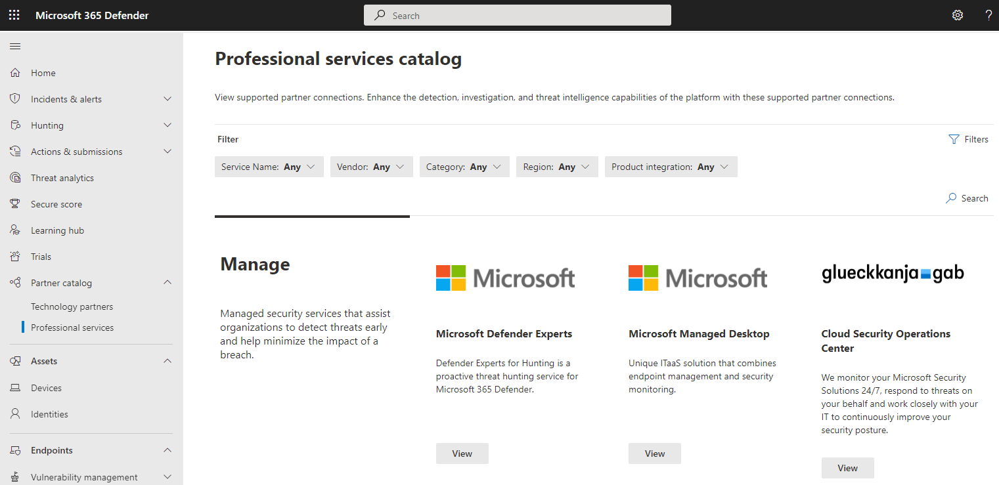 Microsoft 365 Defender
Search
?
Home
Incidents & alerts
Hunting
Actions & submissions
Threat analytics
Secure score
Learning hub
Trials
Partner catalog
Technology partners
Professional services
Assets
Devices
Identities
Endpoints
Vulnerability management
Professional services catalog
View supported partner connections. Enhance the detection, investigation, and threat intelligence capabilities of the platform with these supported partner connections.
Filter
Filters
Service Name: Any
Vendor: Any
Category: Any
Region: Any
Product integration: Any
Search
Manage
Managed security services that assist
organizations to detect threats early
and help minimize the impact of a
breach.
Microsoft
Microsoft Defender Experts
Defender Experts for Hunting is a
proactive threat hunting service for
Microsoft 365 Defender.
View
Microsoft
Microsoft Managed Desktop
Unique ITaaS solution that combines
endpoint management and security
monitoring.
View
glueckkanja gab
Cloud Security Operations
Center
We monitor your Microsoft Security
Solutions 24/7, respond to threats on
your behalf and work closely with your
IT to continuously improve your
security posture.
View